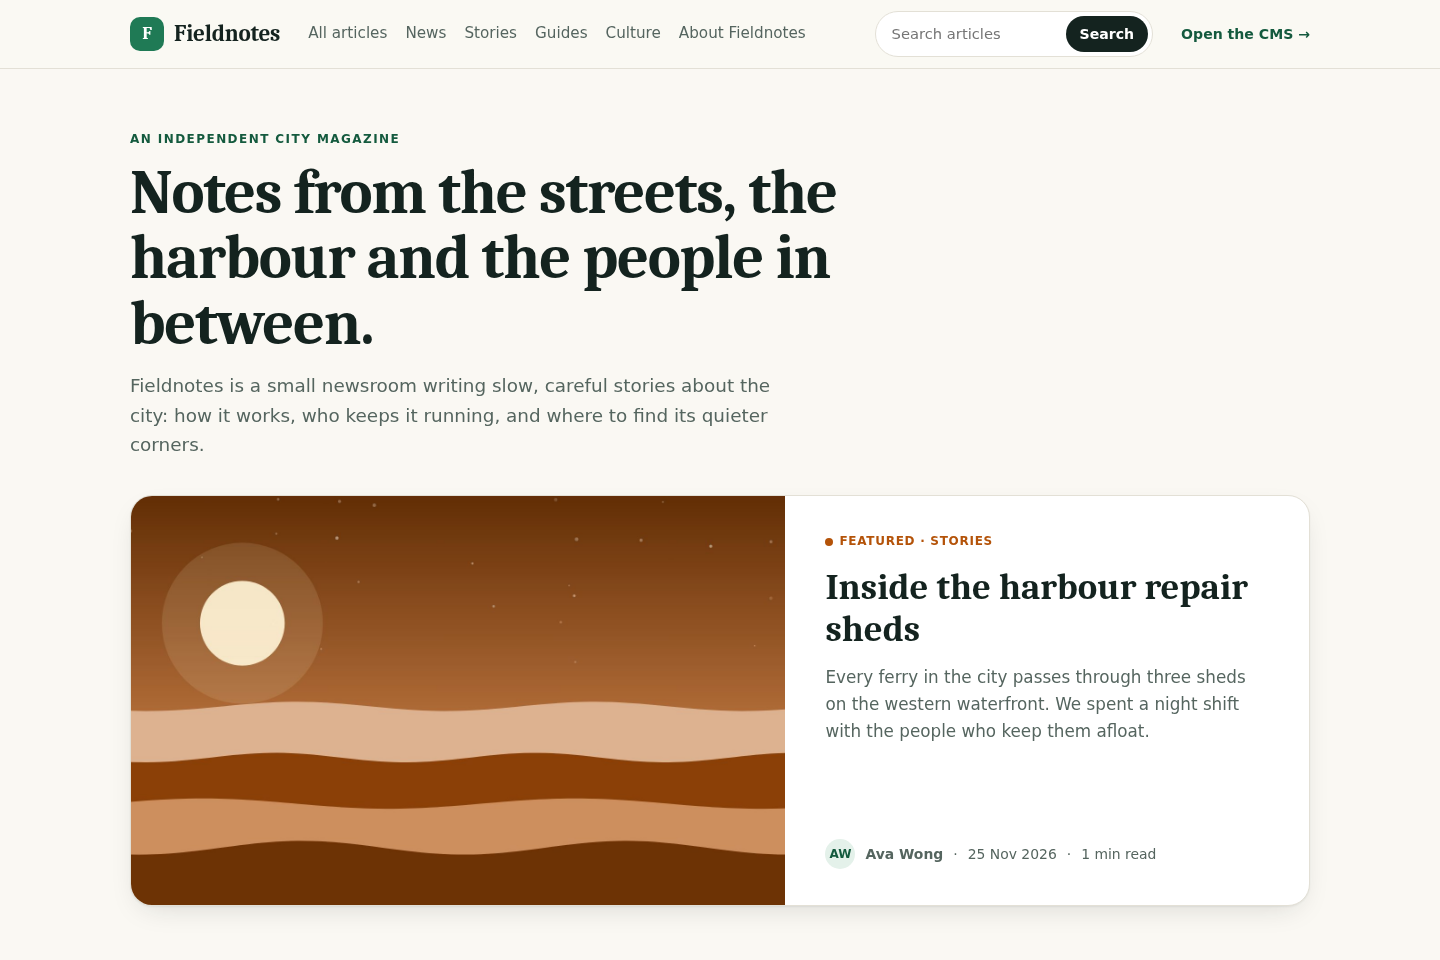 F Fieldnotes All articles News Stories Guides Culture About Fieldnotes Search articles Search Open the CMS →
AN INDEPENDENT CITY MAGAZINE
Notes from the streets, the
harbour and the people in
between.
Fieldnotes is a small newsroom writing slow, careful stories about the
city: how it works, who keeps it running, and where to find its quieter
corners.
FEATURED · STORIES
Inside the harbour repair
sheds
Every ferry in the city passes through three sheds
on the western waterfront. We spent a night shift
with the people who keep them afloat.
AW Ava Wong · 25 Nov 2026 · 1 min read